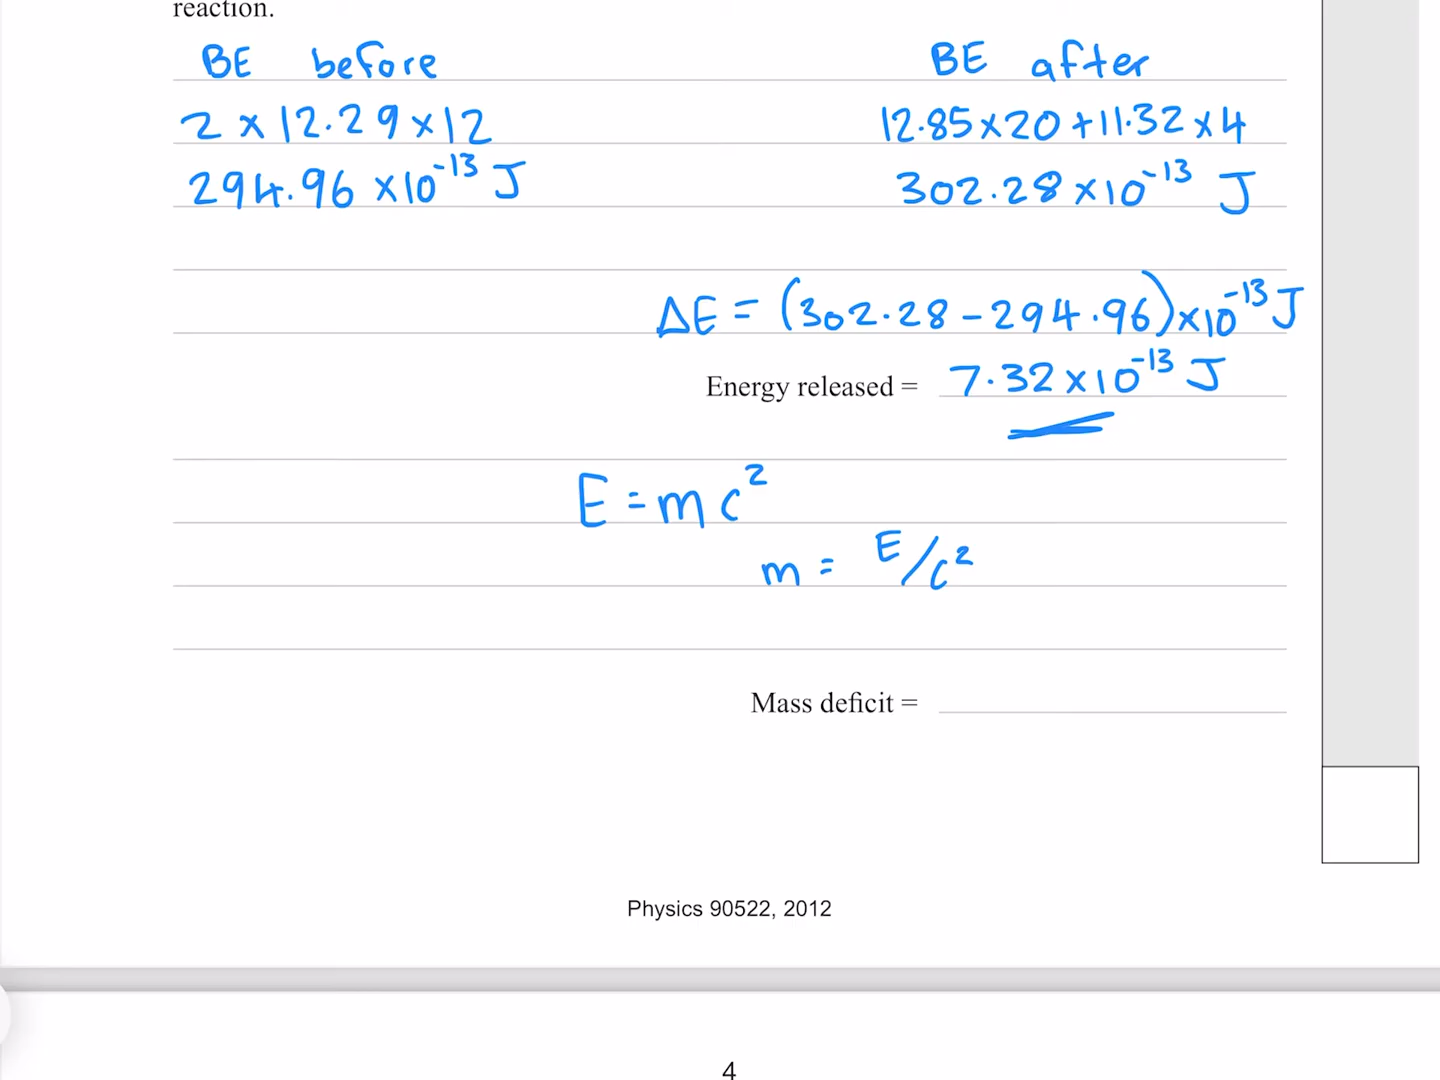 reaction.
BE before
BE after
2 × 12.29 × 12
12.85×20 +11.32 × 4
294.96 ×10⁻¹³ J
302.28×10⁻¹³ J
ΔE = (302.28 – 294.96)×10⁻¹³ J
Energy released = 7.32×10⁻¹³ J
E = mc²
m = E/c²
Mass deficit =
Physics 90522, 2012
4